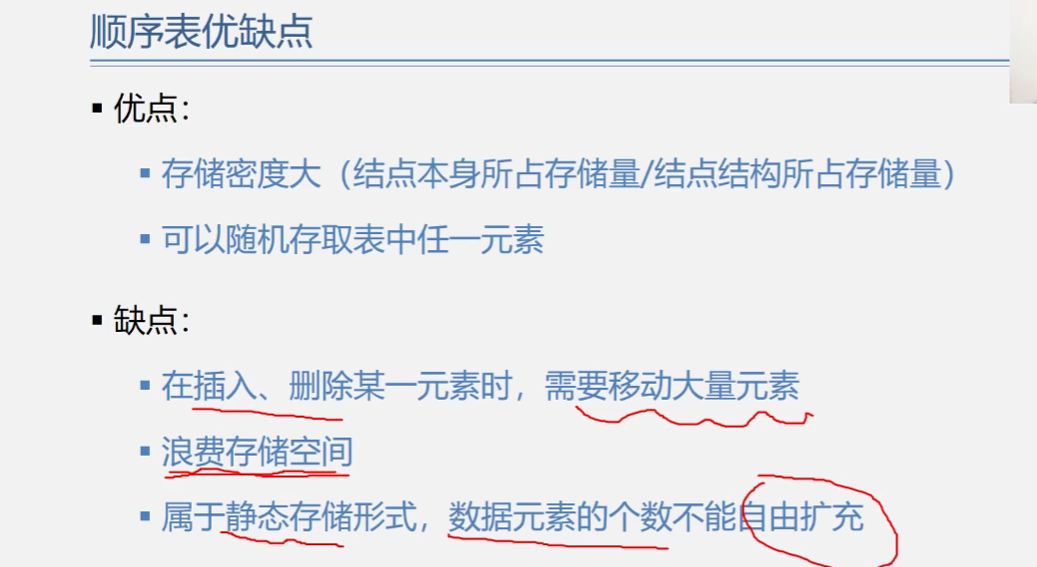 顺序表优缺点
▪ 优点：
▪ 存储密度大（结点本身所占存储量/结点结构所占存储量）
▪ 可以随机存取表中任一元素
▪ 缺点：
▪ 在插入、删除某一元素时，需要移动大量元素
▪ 浪费存储空间
▪ 属于静态存储形式，数据元素的个数不能自由扩充